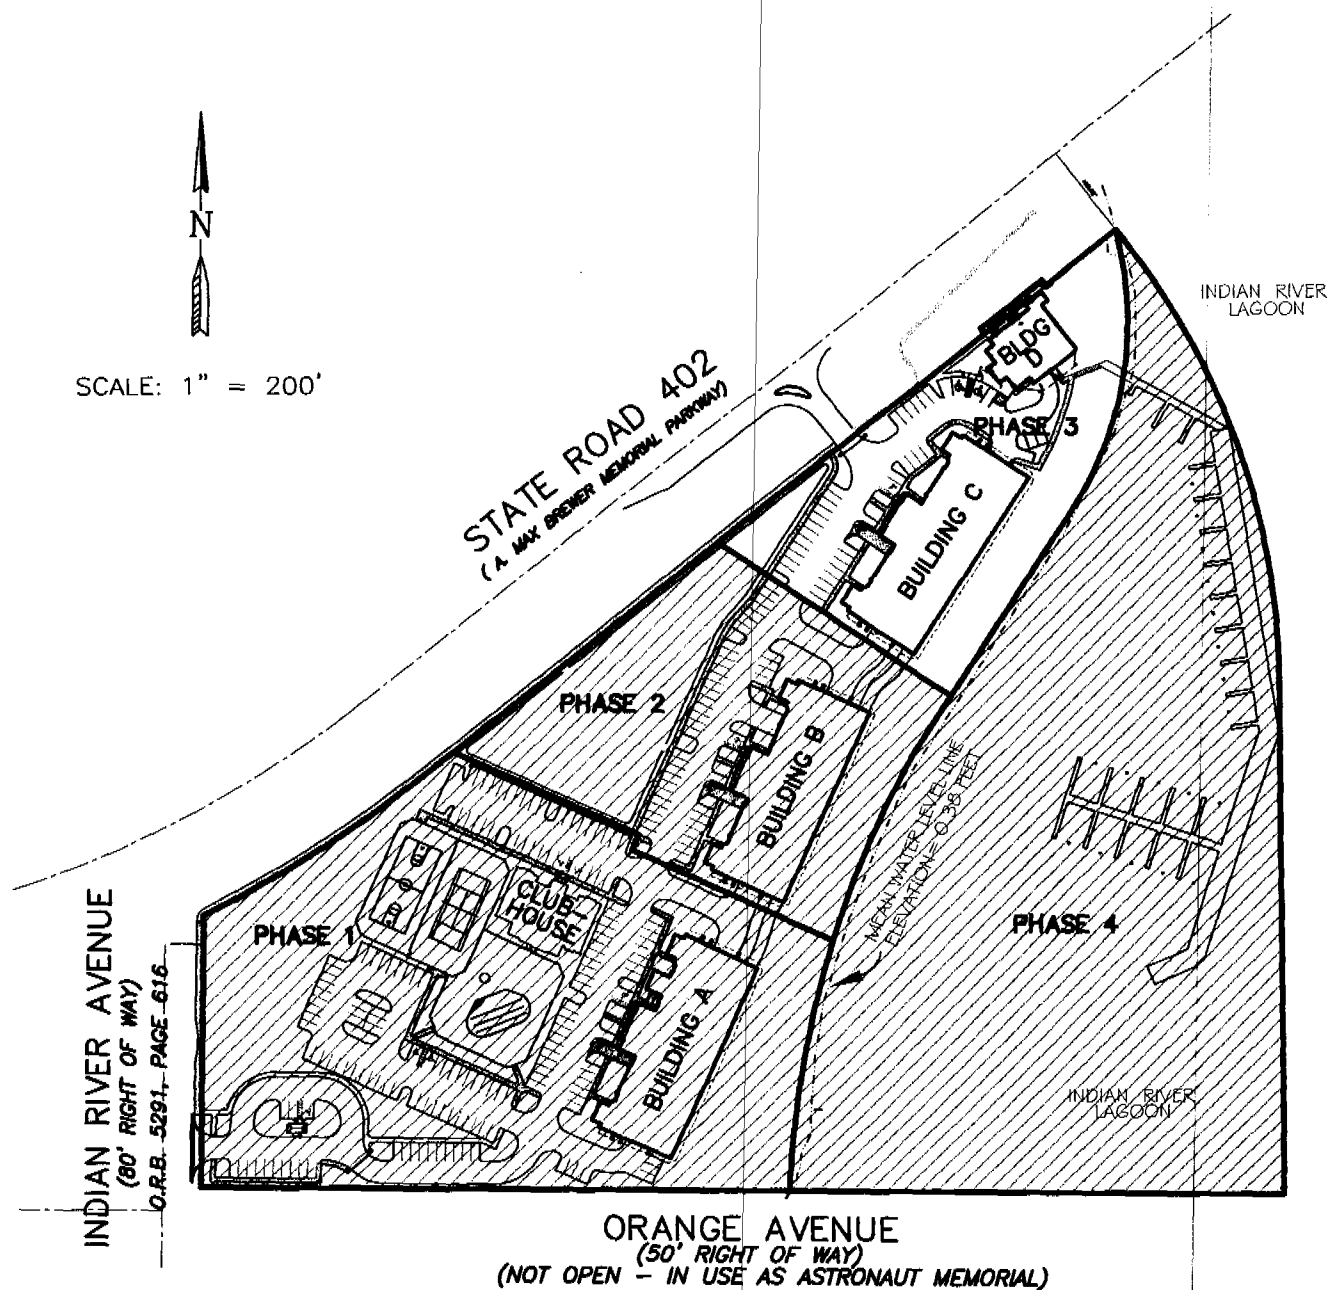 N
SCALE: 1" = 200'
INDIAN RIVER
LAGOON
STATE ROAD 402
( A. MAX BREWER MEMORIAL PARKWAY)
BLDG
D
PHASE 3
BUILDING C
PHASE 2
BUILDING B
MEAN WATER LEVEL LINE
ELEVATION= 0.38 FEET
CLUB
HOUSE
PHASE 1
PHASE 4
BUILDING A
INDIAN RIVER AVENUE
(80' RIGHT OF WAY)
O.R.B. 5291, PAGE 616
INDIAN RIVER
LAGOON
ORANGE AVENUE
(50' RIGHT OF WAY)
(NOT OPEN – IN USE AS ASTRONAUT MEMORIAL)